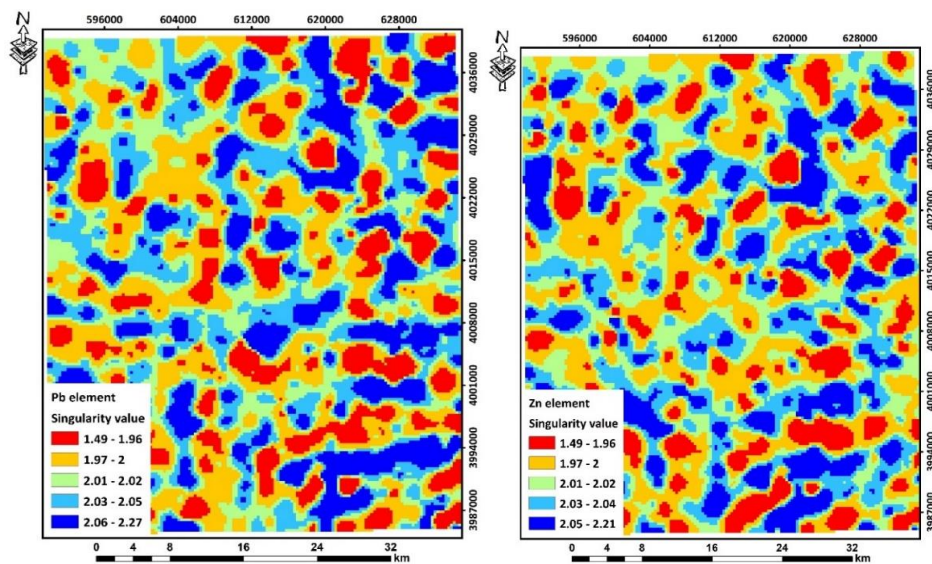 N
596000 604000 612000 620000 628000
4036000
4029000
4022000
4015000
4008000
4001000
3994000
3987000
Pb element
Singularity value
1.49 - 1.96
1.97 - 2
2.01 - 2.02
2.03 - 2.05
2.06 - 2.27
0 4 8 16 24 32
km
N
596000 604000 612000 620000 628000
4036000
4029000
4022000
4015000
4008000
4001000
3994000
3987000
Zn element
Singularity value
1.49 - 1.96
1.97 - 2
2.01 - 2.02
2.03 - 2.04
2.05 - 2.21
0 4 8 16 24 32
km